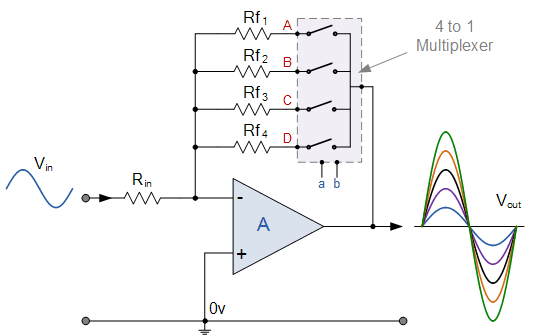 Rf1
A
4 to 1
Multiplexer
Rf2
B
Rf3
C
Rf4
D
Vin
Rin
a b
-
A
+
Vout
0v